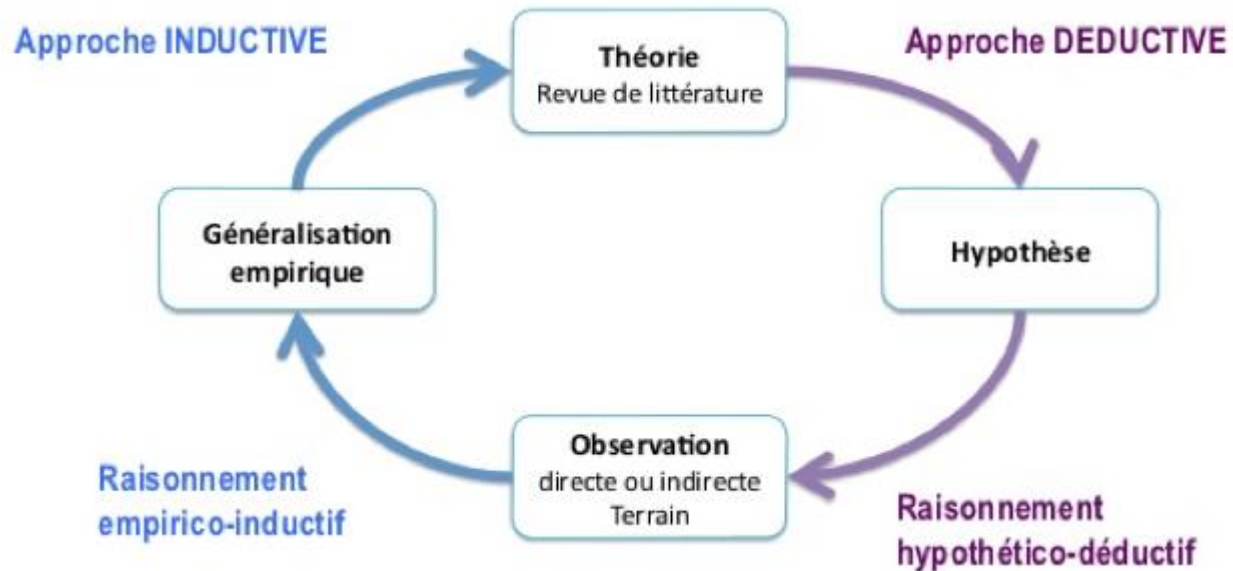 Approche INDUCTIVE
Approche DEDUCTIVE
Théorie
Revue de littérature
Généralisation
empirique
Hypothèse
Observation
directe ou indirecte
Terrain
Raisonnement
empirico-inductif
Raisonnement
hypothético-déductif